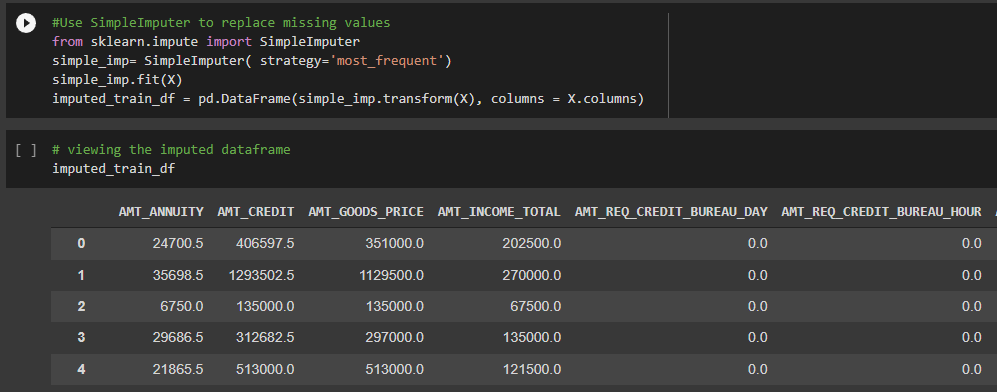 #Use SimpleImputer to replace missing values
from sklearn.impute import SimpleImputer
simple_imp= SimpleImputer( strategy='most_frequent')
simple_imp.fit(X)
imputed_train_df = pd.DataFrame(simple_imp.transform(X), columns = X.columns)
[ ] # viewing the imputed dataframe
imputed_train_df
AMT_ANNUITY AMT_CREDIT AMT_GOODS_PRICE AMT_INCOME_TOTAL AMT_REQ_CREDIT_BUREAU_DAY AMT_REQ_CREDIT_BUREAU_HOUR
0 24700.5 406597.5 351000.0 202500.0 0.0 0.0
1 35698.5 1293502.5 1129500.0 270000.0 0.0 0.0
2 6750.0 135000.0 135000.0 67500.0 0.0 0.0
3 29686.5 312682.5 297000.0 135000.0 0.0 0.0
4 21865.5 513000.0 513000.0 121500.0 0.0 0.0